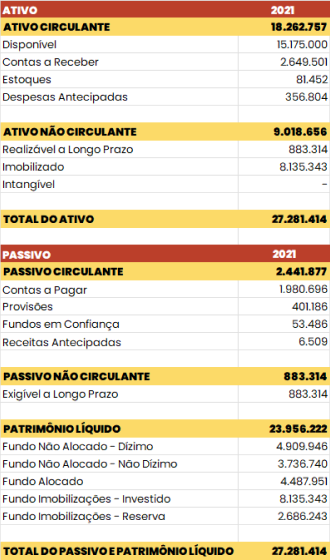 ATIVO 2021
ATIVO CIRCULANTE 18.262.757
Disponível 15.175.000
Contas a Receber 2.649.501
Estoques 81.452
Despesas Antecipadas 356.804
ATIVO NÃO CIRCULANTE 9.018.656
Realizável a Longo Prazo 883.314
Imobilizado 8.135.343
Intangível -
TOTAL DO ATIVO 27.281.414
PASSIVO 2021
PASSIVO CIRCULANTE 2.441.877
Contas a Pagar 1.980.696
Provisões 401.186
Fundos em Confiança 53.486
Receitas Antecipadas 6.509
PASSIVO NÃO CIRCULANTE 883.314
Exigível a Longo Prazo 883.314
PATRIMÔNIO LÍQUIDO 23.956.222
Fundo Não Alocado - Dízimo 4.909.946
Fundo Não Alocado - Não Dízimo 3.736.740
Fundo Alocado 4.487.951
Fundo Imobilizações - Investido 8.135.343
Fundo Imobilizações - Reserva 2.686.243
TOTAL DO PASSIVO E PATRIMÔNIO LÍQUIDO 27.281.414